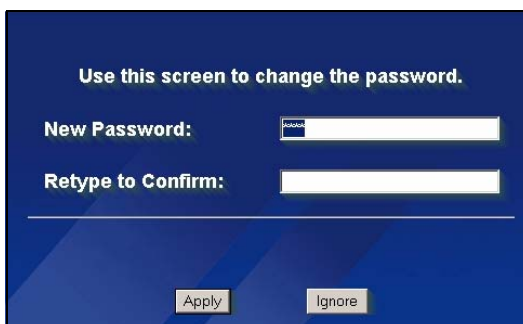 Use this screen to change the password.
New Password: ****
Retype to Confirm:
Apply Ignore